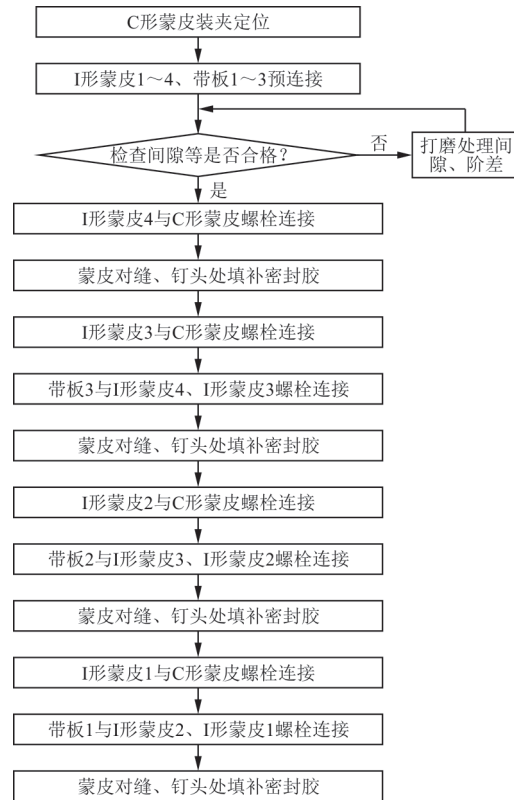 C形蒙皮装夹定位
I形蒙皮1～4、带板1～3预连接
检查间隙等是否合格？
否
打磨处理间
隙、阶差
是
I形蒙皮4与C形蒙皮螺栓连接
蒙皮对缝、钉头处填补密封胶
I形蒙皮3与C形蒙皮螺栓连接
带板3与I形蒙皮4、I形蒙皮3螺栓连接
蒙皮对缝、钉头处填补密封胶
I形蒙皮2与C形蒙皮螺栓连接
带板2与I形蒙皮3、I形蒙皮2螺栓连接
蒙皮对缝、钉头处填补密封胶
I形蒙皮1与C形蒙皮螺栓连接
带板1与I形蒙皮2、I形蒙皮1螺栓连接
蒙皮对缝、钉头处填补密封胶